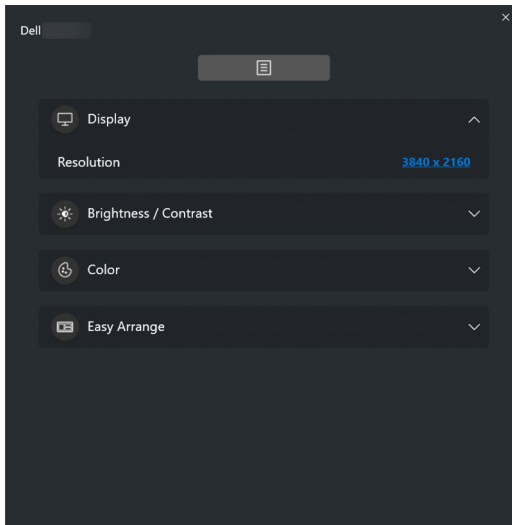 Dell
Display
Resolution 3840 x 2160
Brightness / Contrast
Color
Easy Arrange